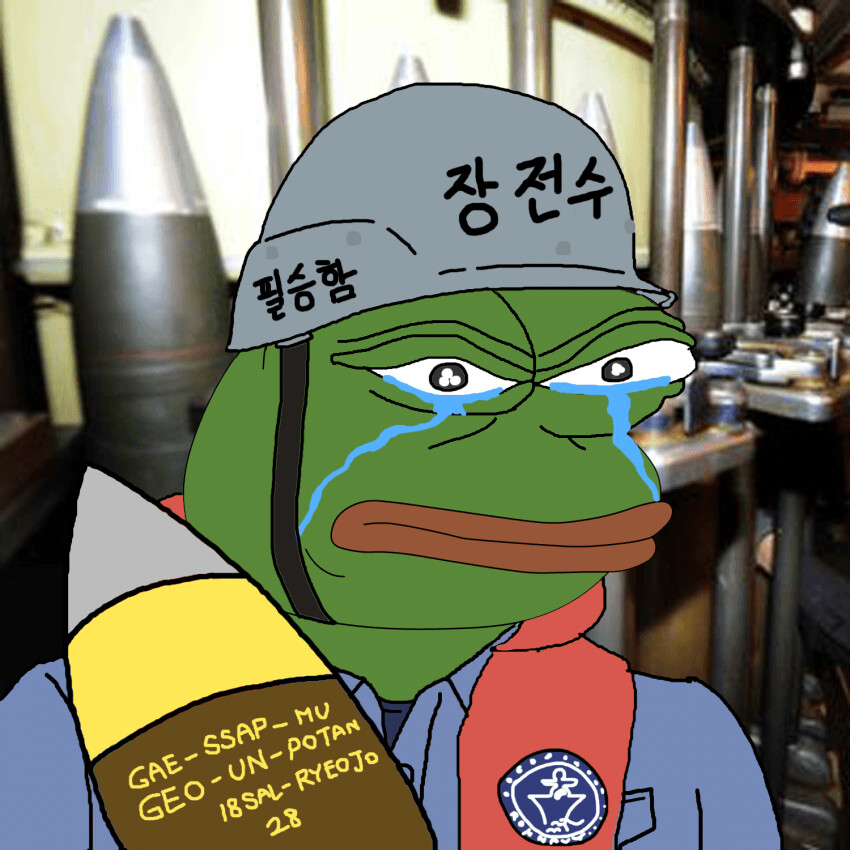 장전수
필승함
GAE-SSAP-MU
GEO-UN-POTAN
18SAL-RYEOJO
28